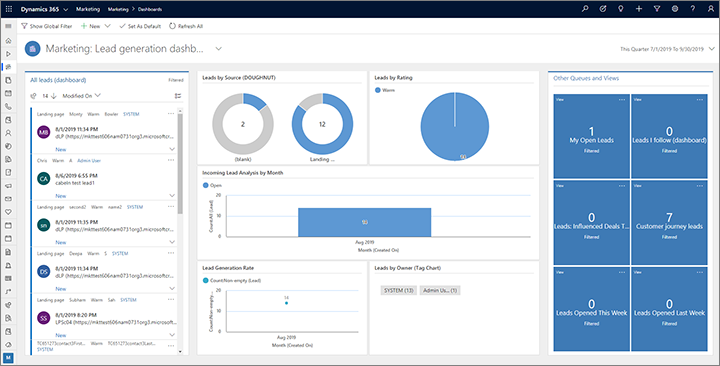 Dynamics 365
Marketing
Marketing > Dashboards
Show Global Filter
New
Set As Default
Refresh All
Marketing: Lead generation dashb...
This Quarter 7/1/2019 To 9/30/2019
All leads (dashboard)
Filtered
14
Modified On
Landing page Monty Warm Fowler SYSTEM
MB
8/1/2019 11:34 PM
dLP (https://mkttest606nam0731org3.microsoftcr...
New
Chris Warm A Admin User
CA
8/6/2019 6:55 PM
cabeln test lead1
New
Landing page second2 Warm name2 SYSTEM
sn
8/1/2019 11:35 PM
dLP (https://mkttest606nam0731org3.microsoftcr...
New
Landing page Deepa Warm S SYSTEM
DS
8/1/2019 11:34 PM
dLP (https://mkttest606nam0731org3.microsoftcr...
New
Landing page Subham Warm Sah SYSTEM
SS
8/1/2019 8:20 PM
LPSc04 (https://mkttest606nam0731org3.microsoft...
New
SYSTEM
Leads by Source (DOUGHNUT)
2
(blank)
12
Landing ...
Leads by Rating
Warm
Incoming Lead Analysis by Month
Open
CountAll (Lead)
20
10
0
Aug 2019
Month (Created On)
Lead Generation Rate
Count:Non-empty (Lead)
Count:Non-empty...
20
0
14
Aug 2019
Month (Created On)
Leads by Owner (Tag Chart)
SYSTEM (13)
Admin Us... (1)
Other Queues and Views
View
1
My Open Leads
Filtered
View
0
Leads I follow (dashboard)
Filtered
View
0
Leads: Influenced Deals T...
Filtered
View
7
Customer journey leads
Filtered
View
0
Leads Opened This Week
Filtered
View
0
Leads Opened Last Week
Filtered
M